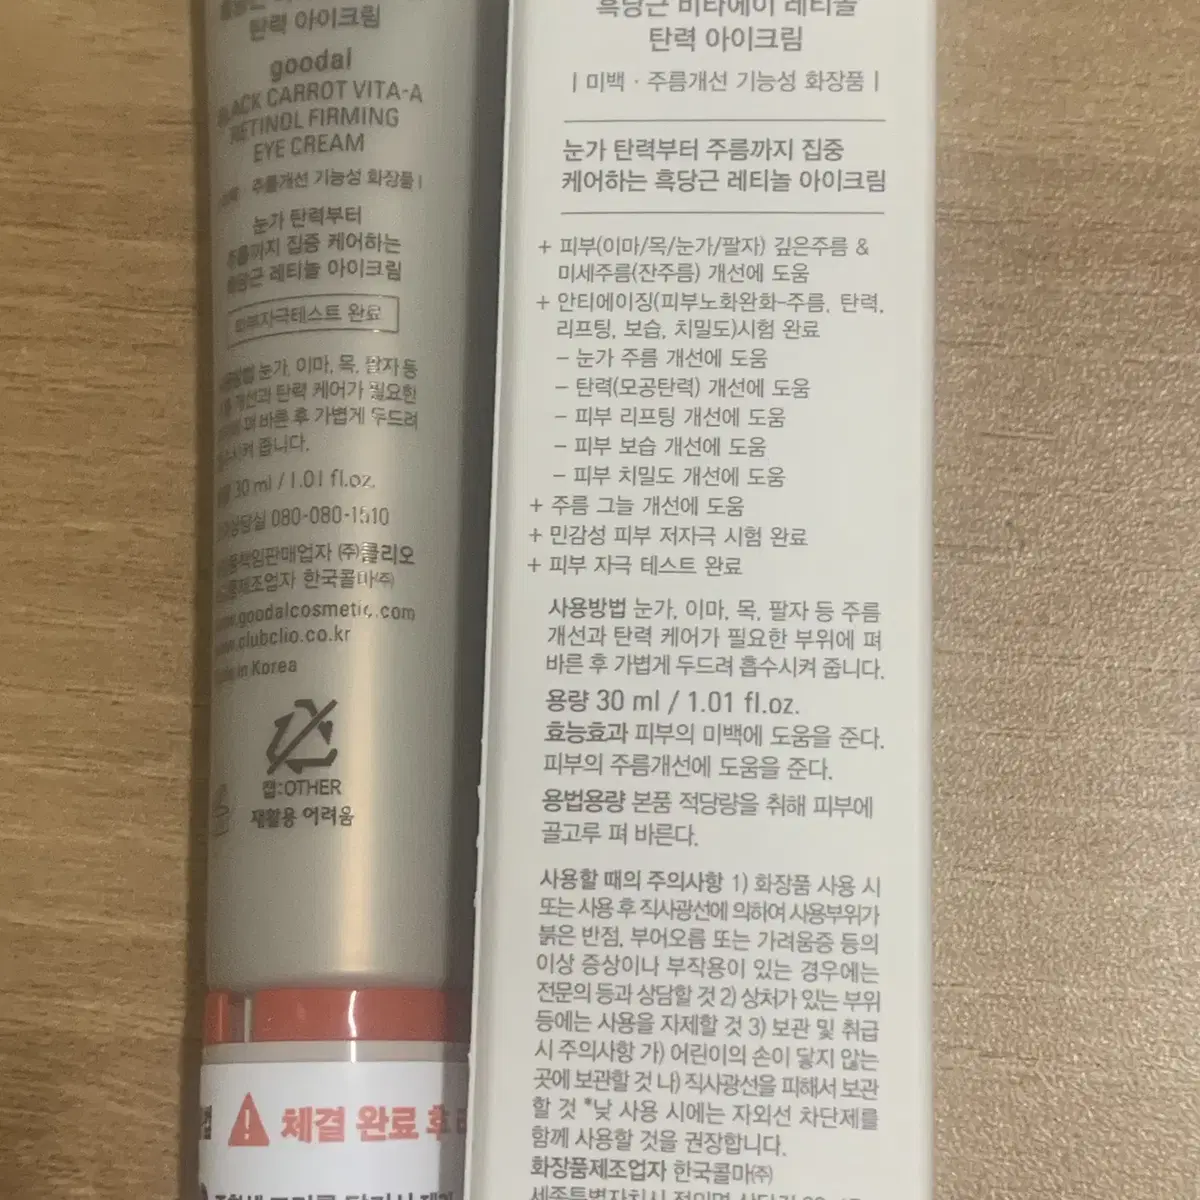 탄력 아이크림
goodal
BLACK CARROT VITA-A
RETINOL FIRMING
EYE CREAM
주름개선 기능성 화장품 |
눈가 탄력부터
주름까지 집중 케어하는
흑당근 레티놀 아이크림
피부자극테스트 완료
눈가, 이마, 목, 팔자 등
개선과 탄력 케어가 필요한
펴 바른 후 가볍게 두드려
줍니다.
30 ml / 1.01 fl.oz.
080-080-1510
(주)클리오
한국콜마(주)
www.goodalcosmetic.com
www.clubclio.co.kr
Made in Korea
캡:OTHER
재활용 어려움
체결 완료 후
흑당근 비타에이 레티놀
탄력 아이크림
| 미백 · 주름개선 기능성 화장품 |
눈가 탄력부터 주름까지 집중
케어하는 흑당근 레티놀 아이크림
+ 피부(이마/목/눈가/팔자) 깊은주름 &
미세주름(잔주름) 개선에 도움
+ 안티에이징(피부노화완화-주름, 탄력,
리프팅, 보습, 치밀도)시험 완료
- 눈가 주름 개선에 도움
- 탄력(모공탄력) 개선에 도움
- 피부 리프팅 개선에 도움
- 피부 보습 개선에 도움
- 피부 치밀도 개선에 도움
+ 주름 그늘 개선에 도움
+ 민감성 피부 저자극 시험 완료
+ 피부 자극 테스트 완료
사용방법 눈가, 이마, 목, 팔자 등 주름
개선과 탄력 케어가 필요한 부위에 펴
바른 후 가볍게 두드려 흡수시켜 줍니다.
용량 30 ml / 1.01 fl.oz.
효능효과 피부의 미백에 도움을 준다.
피부의 주름개선에 도움을 준다.
용법용량 본품 적당량을 취해 피부에
골고루 펴 바른다.
사용할 때의 주의사항 1) 화장품 사용 시
또는 사용 후 직사광선에 의하여 사용부위가
붉은 반점, 부어오름 또는 가려움증 등의
이상 증상이나 부작용이 있는 경우에는
전문의 등과 상담할 것 2) 상처가 있는 부위
등에는 사용을 자제할 것 3) 보관 및 취급
시 주의사항 가) 어린이의 손이 닿지 않는
곳에 보관할 것 나) 직사광선을 피해서 보관
할 것 *낮 사용 시에는 자외선 차단제를
함께 사용할 것을 권장합니다.
화장품제조업자 한국콜마(주)